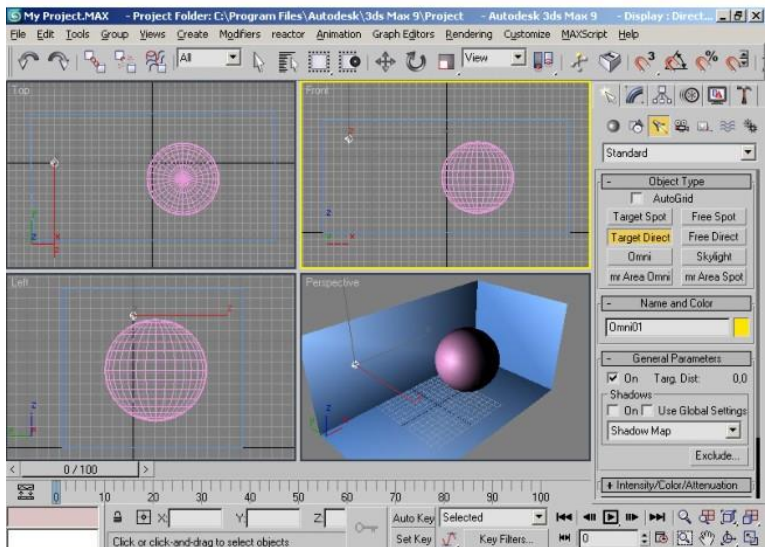 My Project.MAX - Project Folder: C:\Program Files\Autodesk\3ds Max 9\Project - Autodesk 3ds Max 9 - Display : Direct...
File Edit Tools Group Views Create Modifiers reactor Animation Graph Editors Rendering Customize MAXScript Help
All View
Top Front
Standard
- Object Type
AutoGrid
Target Spot Free Spot
Target Direct Free Direct
Omni Skylight
mr Area Omni mr Area Spot
Left Perspective
- Name and Color
Omni01
- General Parameters
On Targ. Dist: 0,0
Shadows
On Use Global Settings
Shadow Map
Exclude...
+ Intensity/Color/Attenuation
< 0 / 100 >
0 10 20 30 40 50 60 70 80 90 100
X: Y: Z: Auto Key Selected
Click or click-and-drag to select objects Set Key Key Filters... 0